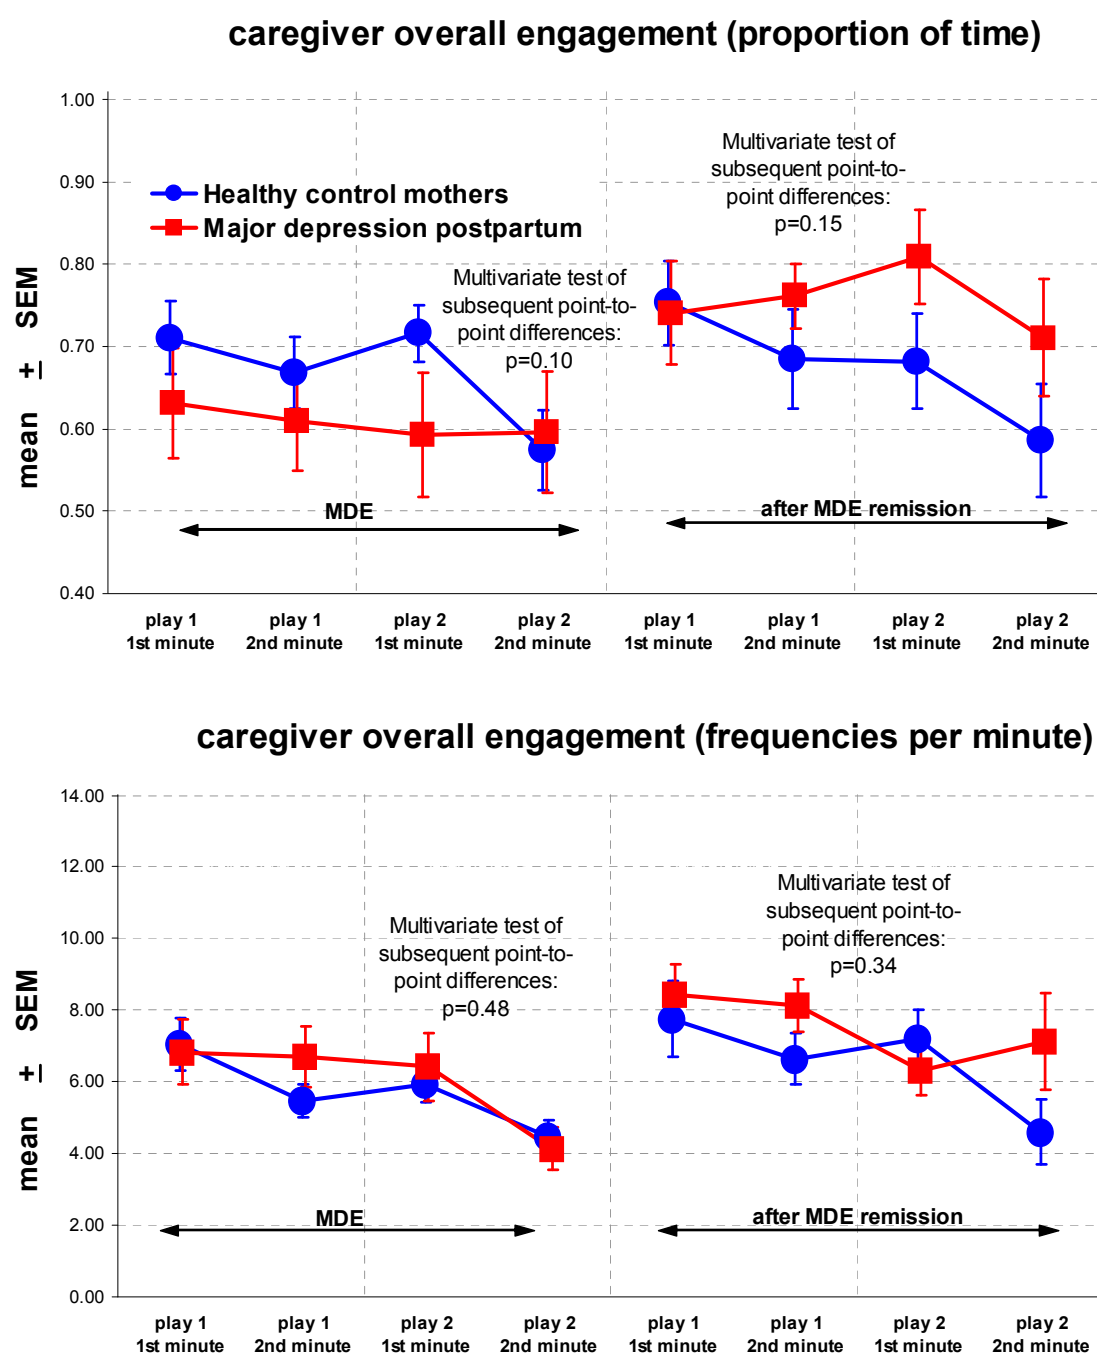 caregiver overall engagement (proportion of time)
1.00
0.90
0.80
0.70
0.60
0.50
0.40
mean ± SEM
Healthy control mothers
Major depression postpartum
Multivariate test of
subsequent point-to-
point differences:
p=0.10
Multivariate test of
subsequent point-to-
point differences:
p=0.15
MDE
after MDE remission
play 1 play 1 play 2 play 2 play 1 play 1 play 2 play 2
1st minute 2nd minute 1st minute 2nd minute 1st minute 2nd minute 1st minute 2nd minute
caregiver overall engagement (frequencies per minute)
14.00
12.00
10.00
8.00
6.00
4.00
2.00
0.00
mean ± SEM
Multivariate test of
subsequent point-to-
point differences:
p=0.48
Multivariate test of
subsequent point-to-
point differences:
p=0.34
MDE
after MDE remission
play 1 play 1 play 2 play 2 play 1 play 1 play 2 play 2
1st minute 2nd minute 1st minute 2nd minute 1st minute 2nd minute 1st minute 2nd minute